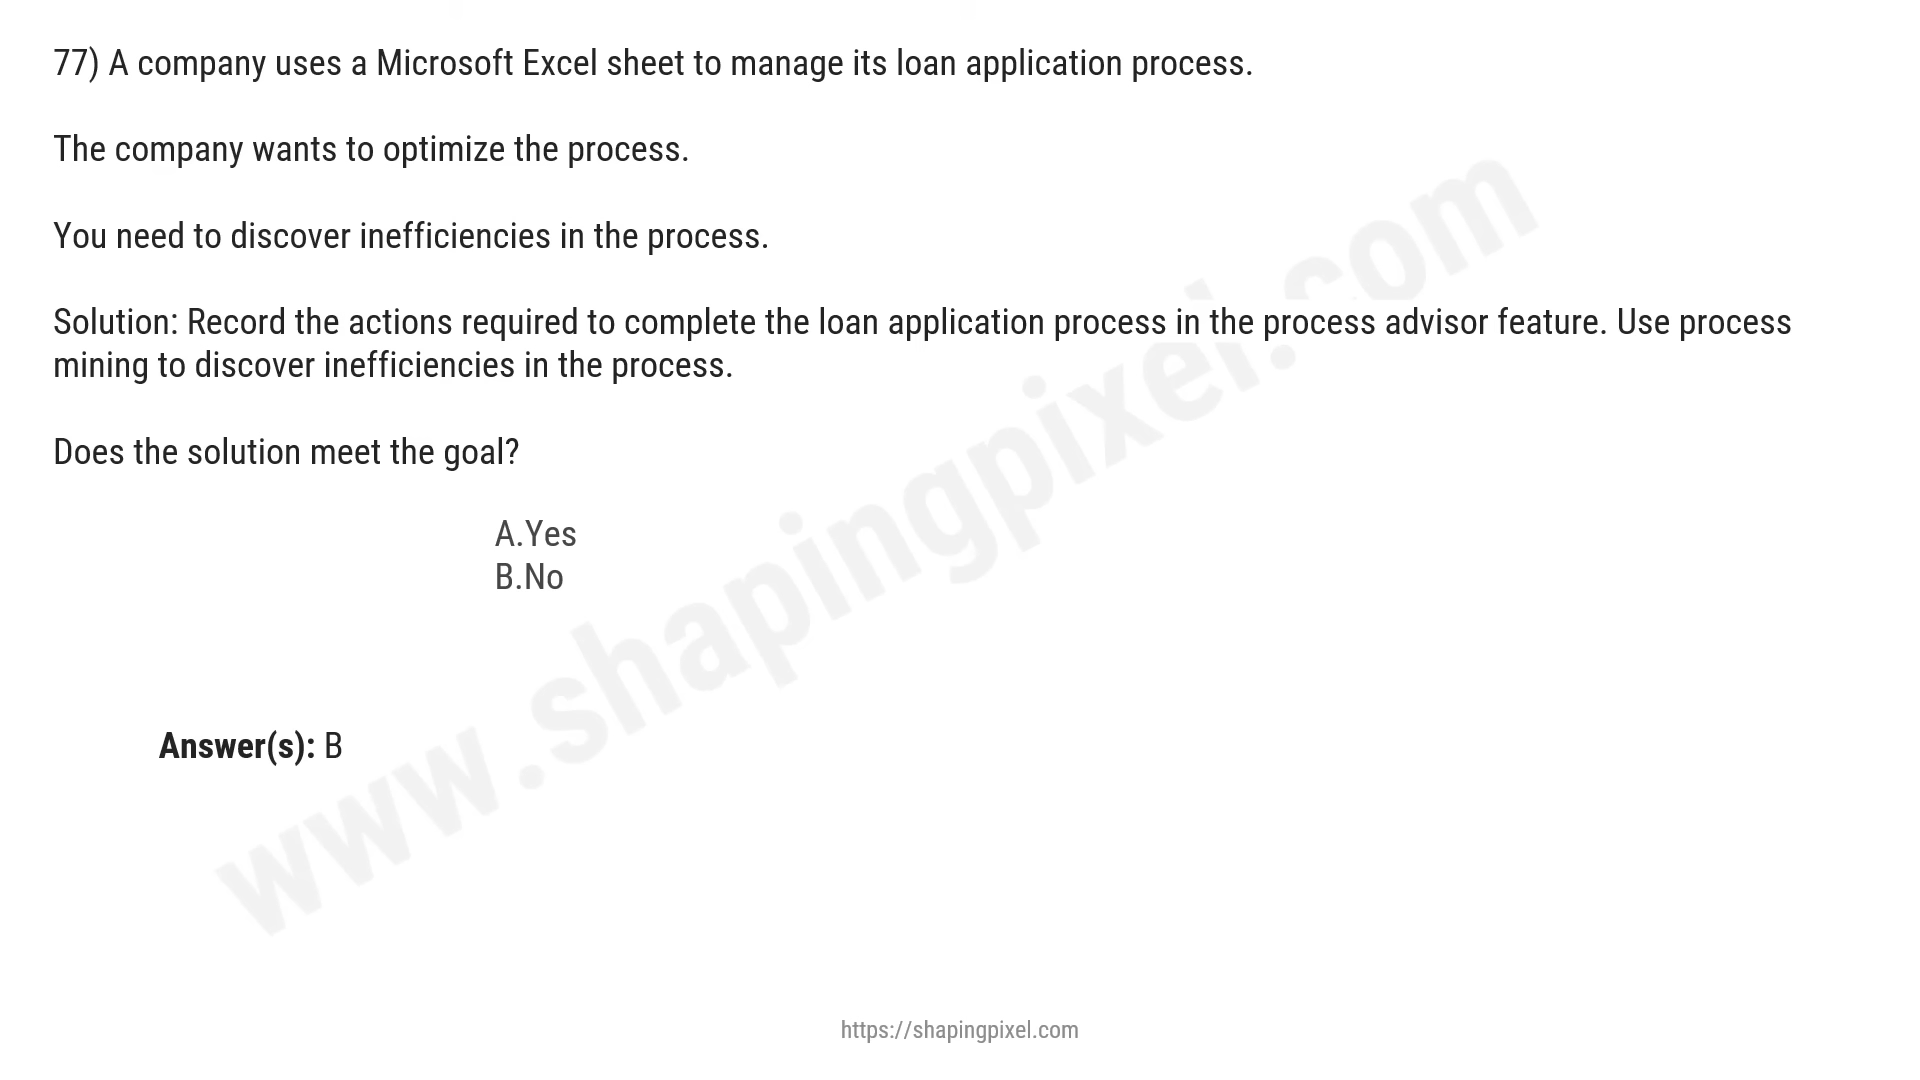 77) A company uses a Microsoft Excel sheet to manage its loan application process.
The company wants to optimize the process.
You need to discover inefficiencies in the process.
Solution: Record the actions required to complete the loan application process in the process advisor feature. Use process
mining to discover inefficiencies in the process.
Does the solution meet the goal?
A.Yes
B.No
Answer(s): B
www.shapingpixel.com
https://shapingpixel.com